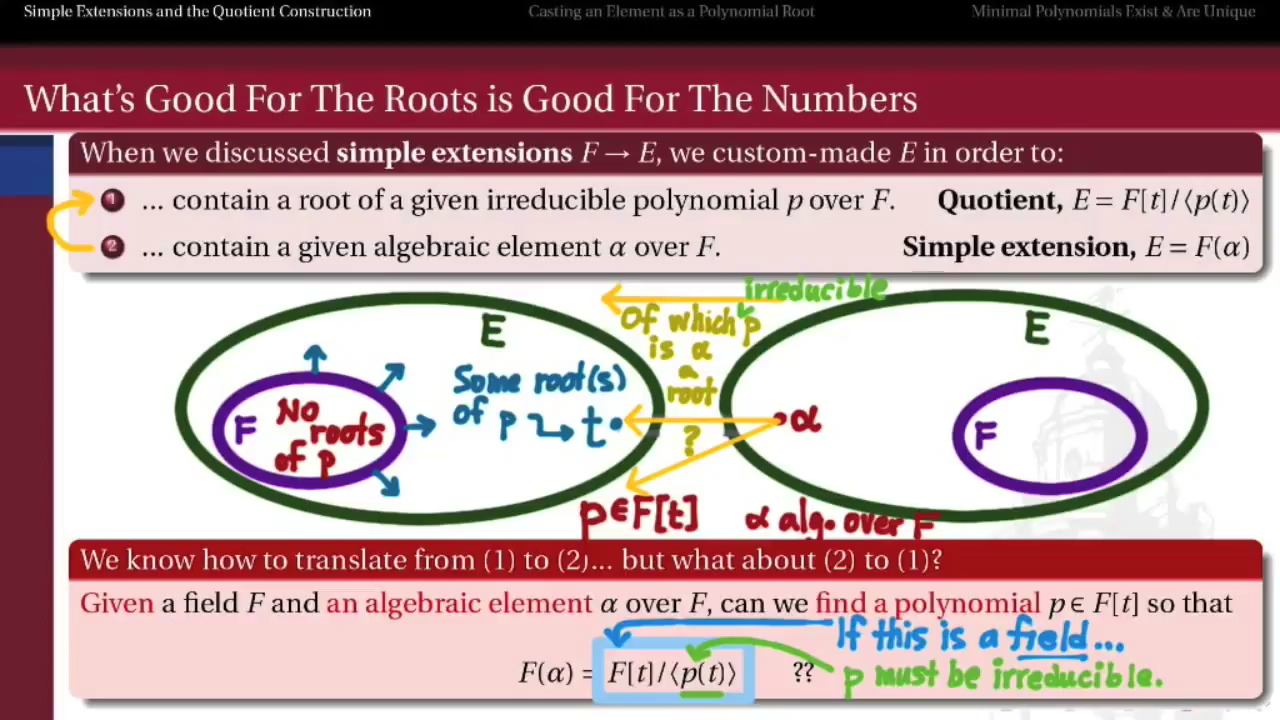 Simple Extensions and the Quotient Construction
Casting an Element as a Polynomial Root
Minimal Polynomials Exist & Are Unique
What's Good For The Roots is Good For The Numbers
When we discussed simple extensions F → E, we custom-made E in order to:
1 ... contain a root of a given irreducible polynomial p over F. Quotient, E = F[t]/⟨p(t)⟩
2 ... contain a given algebraic element α over F. Simple extension, E = F(α)
E
F
No
roots
of p
Some root(s)
of p → t
irreducible
Of which p
is α
a
root
?
p∈F[t]
α
E
F
α alg. over F
We know how to translate from (1) to (2)... but what about (2) to (1)?
Given a field F and an algebraic element α over F, can we find a polynomial p ∈ F[t] so that
If this is a field...
F(α) = F[t]/⟨p(t)⟩ ??
p must be irreducible.